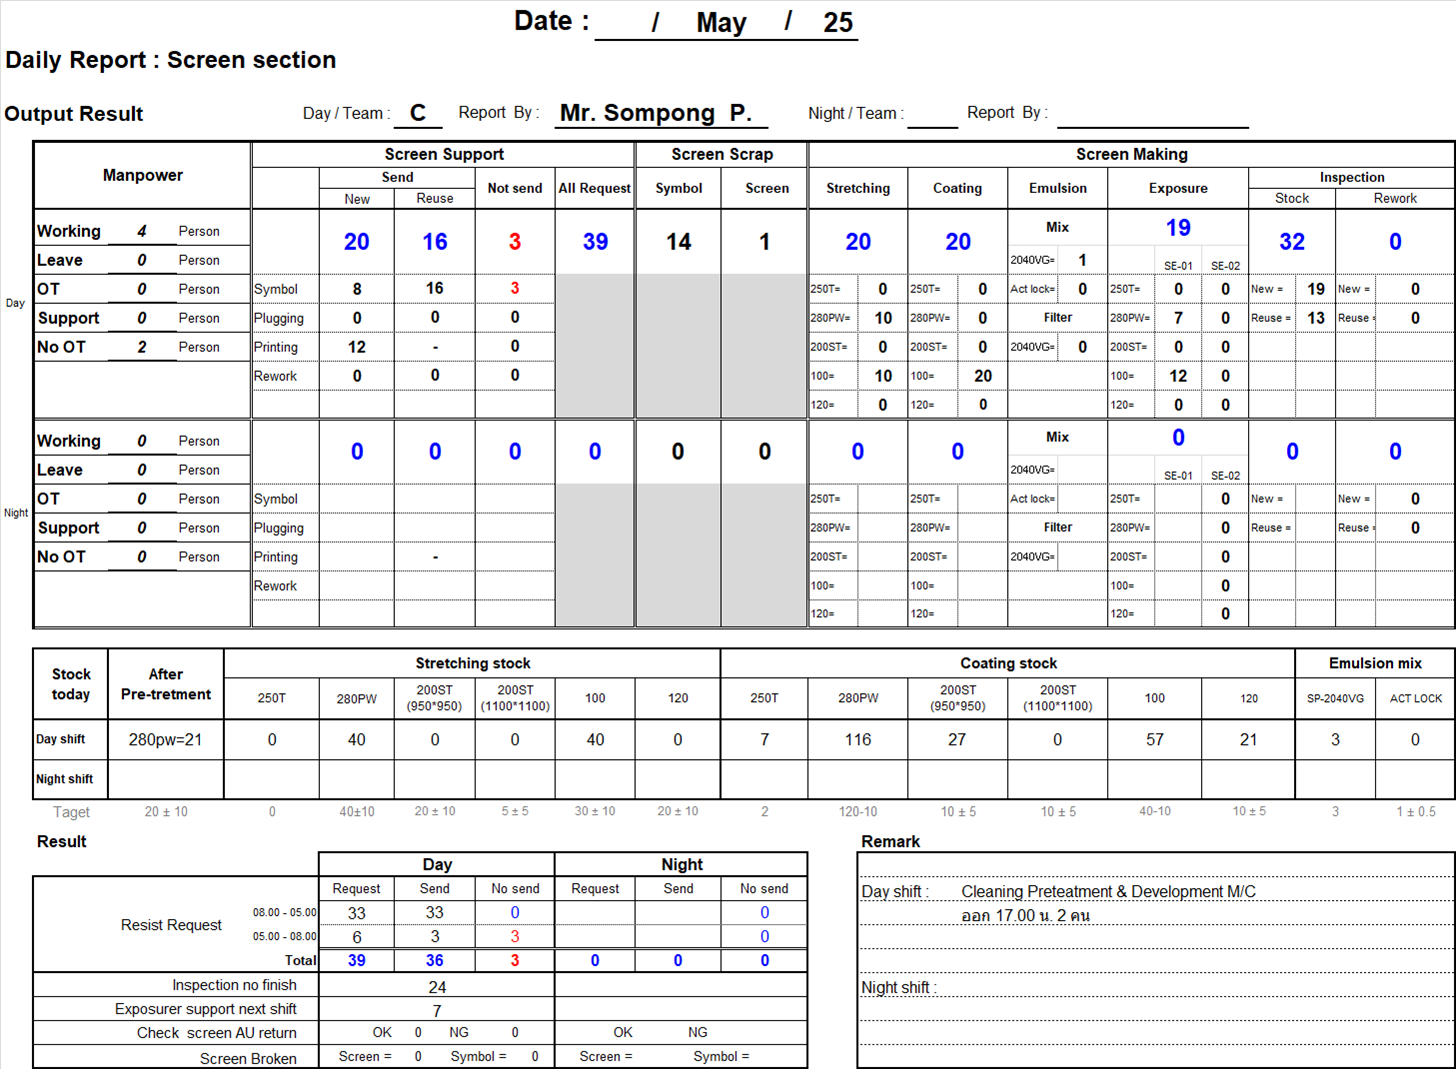 Date : / May / 25
Daily Report : Screen section
Output Result Day / Team : C Report By : Mr. Sompong P. Night / Team : Report By :
Manpower Screen Support Screen Scrap Screen Making
Send Not send All Request Symbol Screen Stretching Coating Emulsion Exposure Inspection
New Reuse Stock Rework
Day
Working 4 Person 20 16 3 39 14 1 20 20 Mix 19 32 0
Leave 0 Person 2040VG= 1 SE-01 SE-02
OT 0 Person Symbol 8 16 3 250T= 0 250T= 0 Act lock= 0 250T= 0 0 New = 19 New = 0
Support 0 Person Plugging 0 0 0 280PW= 10 280PW= 0 Filter 280PW= 7 0 Reuse = 13 Reuse = 0
No OT 2 Person Printing 12 - 0 200ST= 0 200ST= 0 2040VG= 0 200ST= 0 0
Rework 0 0 0 100= 10 100= 20 100= 12 0
120= 0 120= 0 120= 0 0
Night
Working 0 Person 0 0 0 0 0 0 0 0 Mix 0 0 0
Leave 0 Person 2040VG= SE-01 SE-02
OT 0 Person Symbol 250T= 250T= Act lock= 250T= 0 New = New = 0
Support 0 Person Plugging 280PW= 280PW= Filter 280PW= 0 Reuse = Reuse = 0
No OT 0 Person Printing - 200ST= 200ST= 2040VG= 200ST= 0
Rework 100= 100= 100= 0
120= 120= 120= 0
Stock today After Pre-tretment Stretching stock Coating stock Emulsion mix
250T 280PW 200ST (950*950) 200ST (1100*1100) 100 120 250T 280PW 200ST (950*950) 200ST (1100*1100) 100 120 SP-2040VG ACT LOCK
Day shift 280pw=21 0 40 0 0 40 0 7 116 27 0 57 21 3 0
Night shift
Taget 20 ± 10 0 40±10 20 ± 10 5 ± 5 30 ± 10 20 ± 10 2 120-10 10 ± 5 10 ± 5 40-10 10 ± 5 3 1 ± 0.5
Result
Day Night
Request Send No send Request Send No send
Resist Request
08.00 - 05.00 33 33 0 0
05.00 - 08.00 6 3 3 0
Total 39 36 3 0 0 0
Inspection no finish 24
Exposurer support next shift 7
Check screen AU return OK 0 NG 0 OK NG
Screen Broken Screen = 0 Symbol = 0 Screen = Symbol =
Remark
Day shift : Cleaning Preteatment & Development M/C
ออก 17.00 น. 2 คน
Night shift :